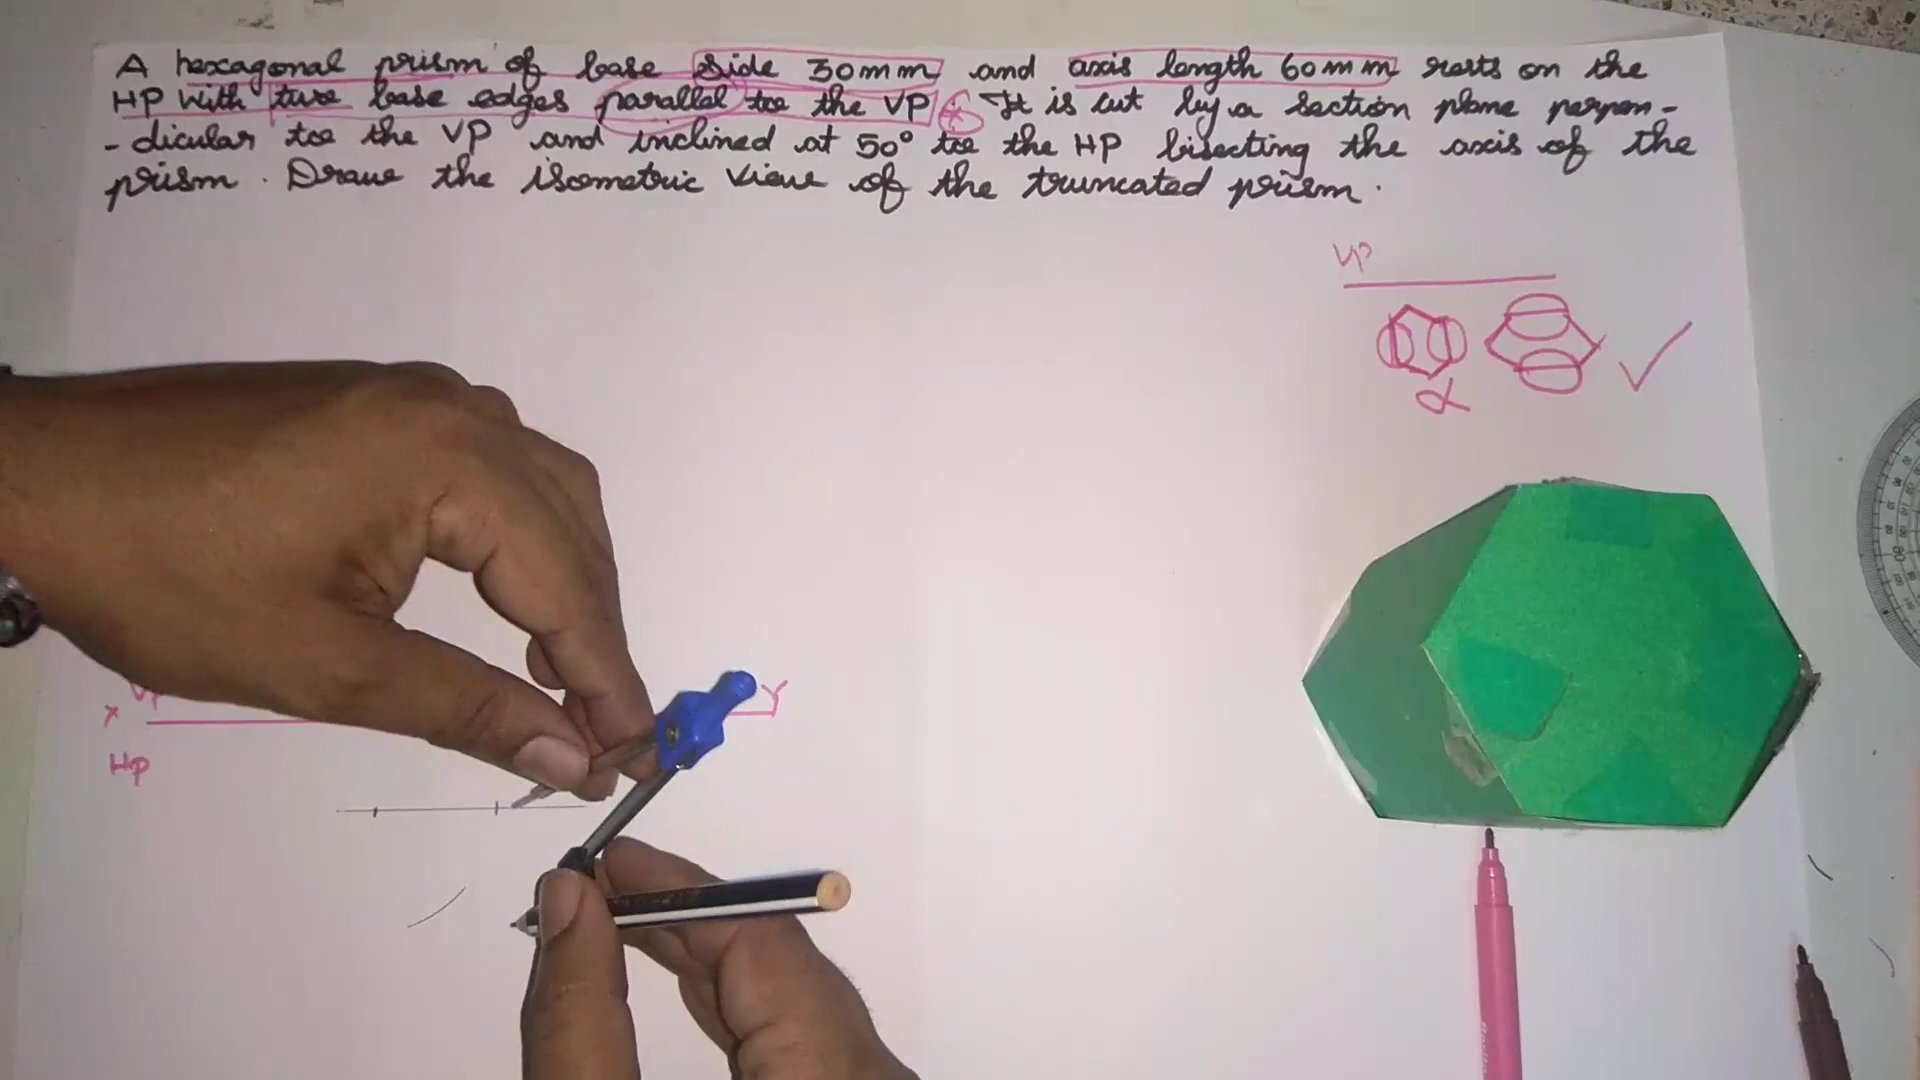 A hexagonal prism of base side 30mm and axis length 60mm rests on the
HP with two base edges parallel to the VP. It is cut by a section plane perpen-
-dicular to the VP and inclined at 50° to the HP bisecting the axis of the
prism. Draw the isometric view of the truncated prism.
VP
X Y
HP